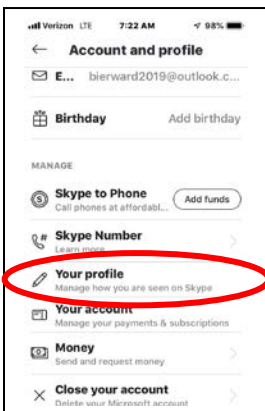 Verizon LTE 7:22 AM 98%
Account and profile
E... bierward2019@outlook.c...
Birthday Add birthday
MANAGE
Skype to Phone
Call phones at affordabl...
Add funds
Skype Number
Learn more
Your profile
Manage how you are seen on Skype
Your account
Manage your payments & subscriptions
Money
Send and request money
Close your account
Delete your Microsoft account